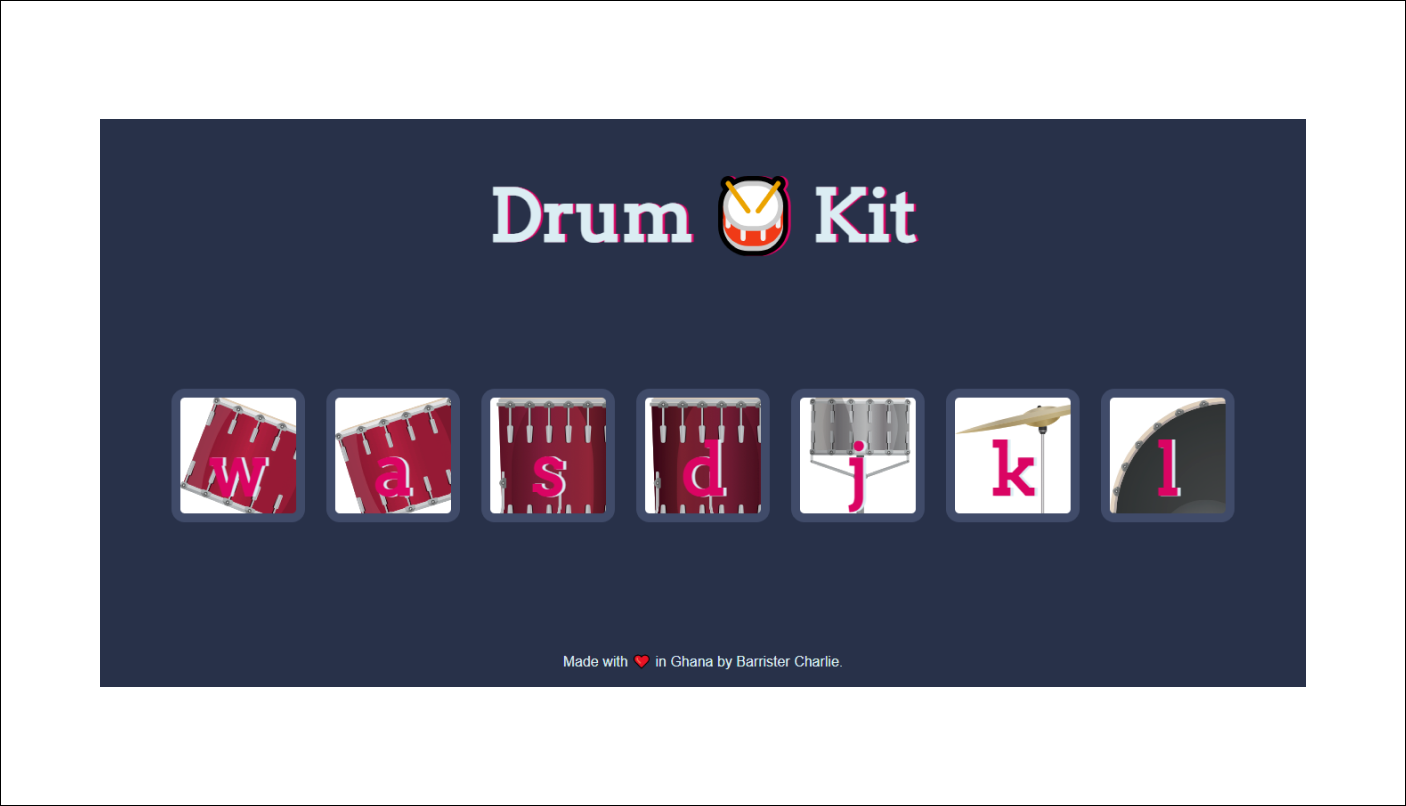 Drum 🥁 Kit
w a s d j k l
Made with ❤️ in Ghana by Barrister Charlie.